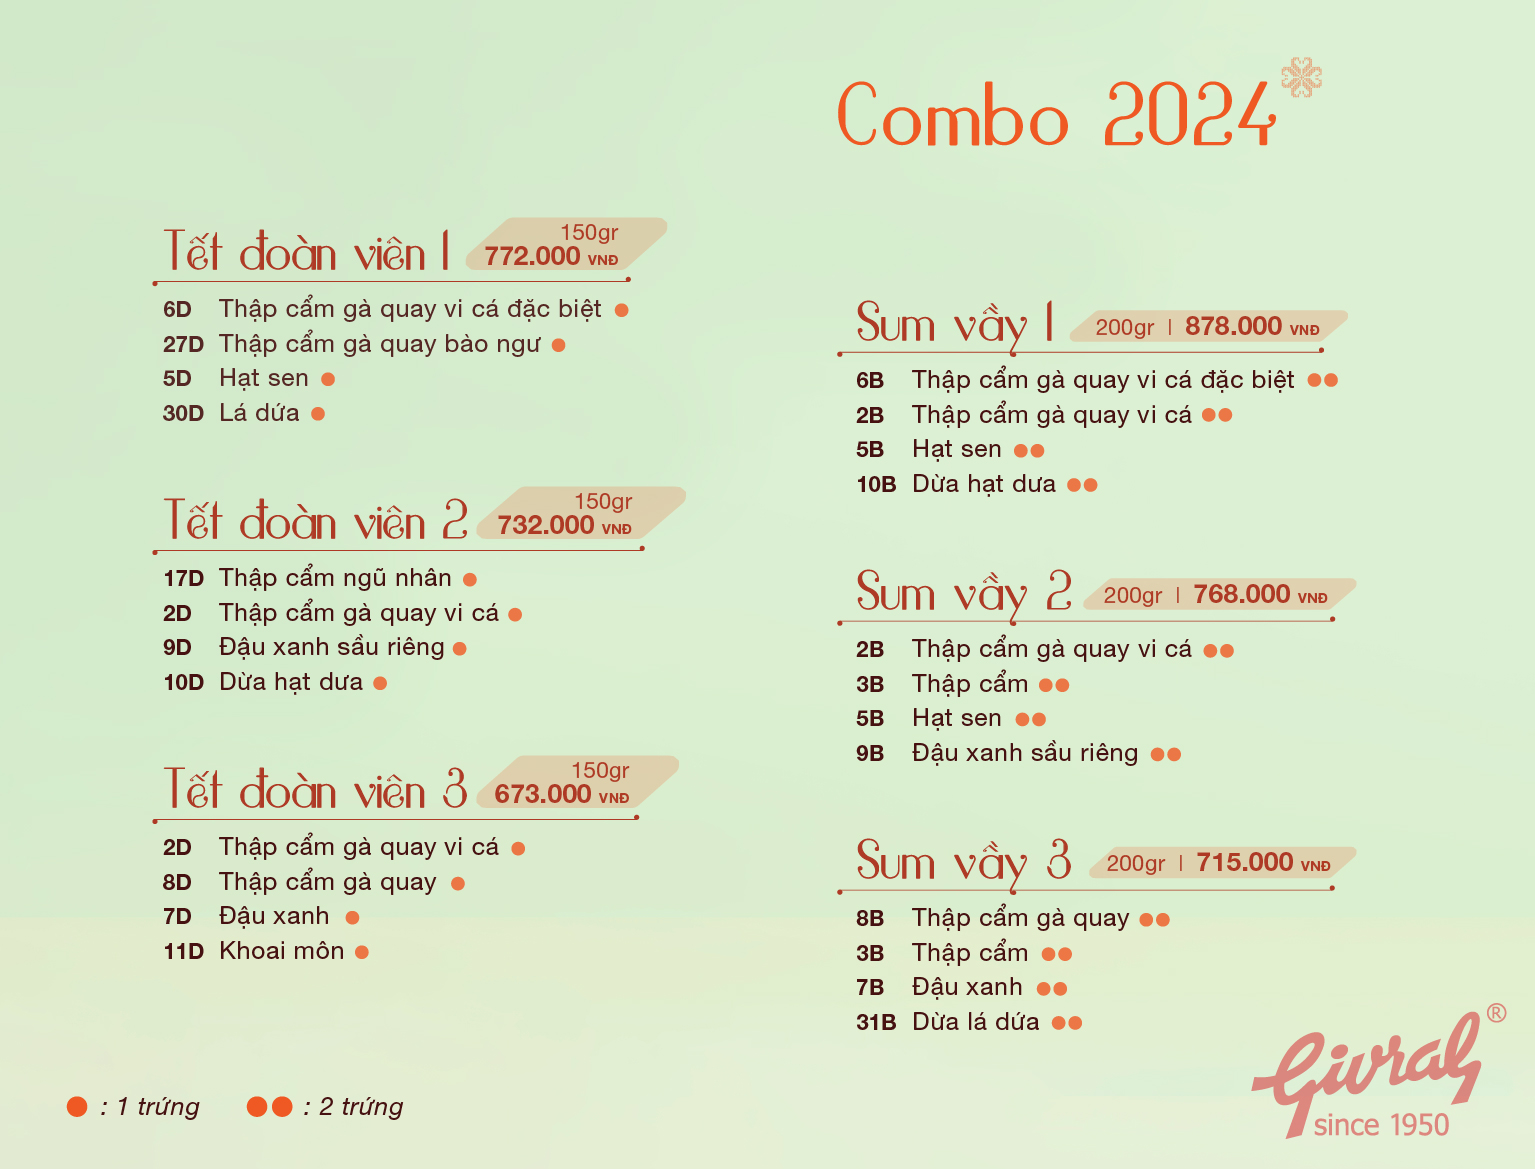 Combo 2024
Tết đoàn viên 1
150gr
772.000 VNĐ
6D Thập cẩm gà quay vi cá đặc biệt
27D Thập cẩm gà quay bào ngư
5D Hạt sen
30D Lá dứa
Tết đoàn viên 2
150gr
732.000 VNĐ
17D Thập cẩm ngũ nhân
2D Thập cẩm gà quay vi cá
9D Đậu xanh sầu riêng
10D Dừa hạt dưa
Tết đoàn viên 3
150gr
673.000 VNĐ
2D Thập cẩm gà quay vi cá
8D Thập cẩm gà quay
7D Đậu xanh
11D Khoai môn
Sum vầy 1 200gr | 878.000 VNĐ
6B Thập cẩm gà quay vi cá đặc biệt
2B Thập cẩm gà quay vi cá
5B Hạt sen
10B Dừa hạt dưa
Sum vầy 2 200gr | 768.000 VNĐ
2B Thập cẩm gà quay vi cá
3B Thập cẩm
5B Hạt sen
9B Đậu xanh sầu riêng
Sum vầy 3 200gr | 715.000 VNĐ
8B Thập cẩm gà quay
3B Thập cẩm
7B Đậu xanh
31B Dừa lá dứa
: 1 trứng : 2 trứng
Givral ®
since 1950